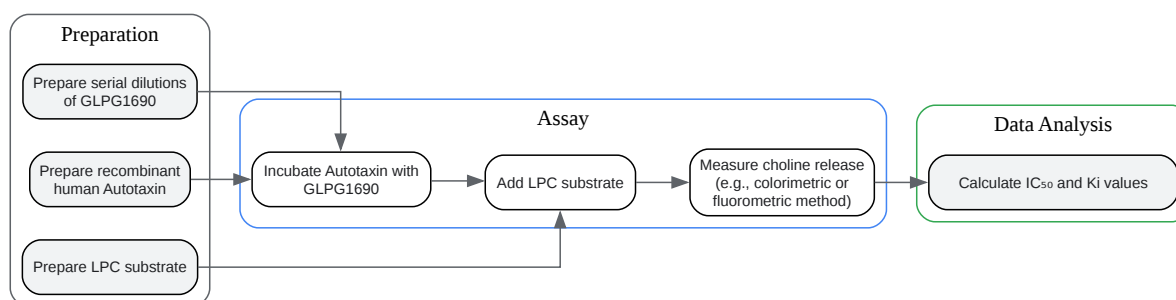 Preparation
Prepare serial dilutions
of GLPG1690
Prepare recombinant
human Autotaxin
Prepare LPC substrate
Assay
Incubate Autotaxin with
GLPG1690
Add LPC substrate
Measure choline release
(e.g., colorimetric or
fluorometric method)
Data Analysis
Calculate IC₅₀ and Ki values